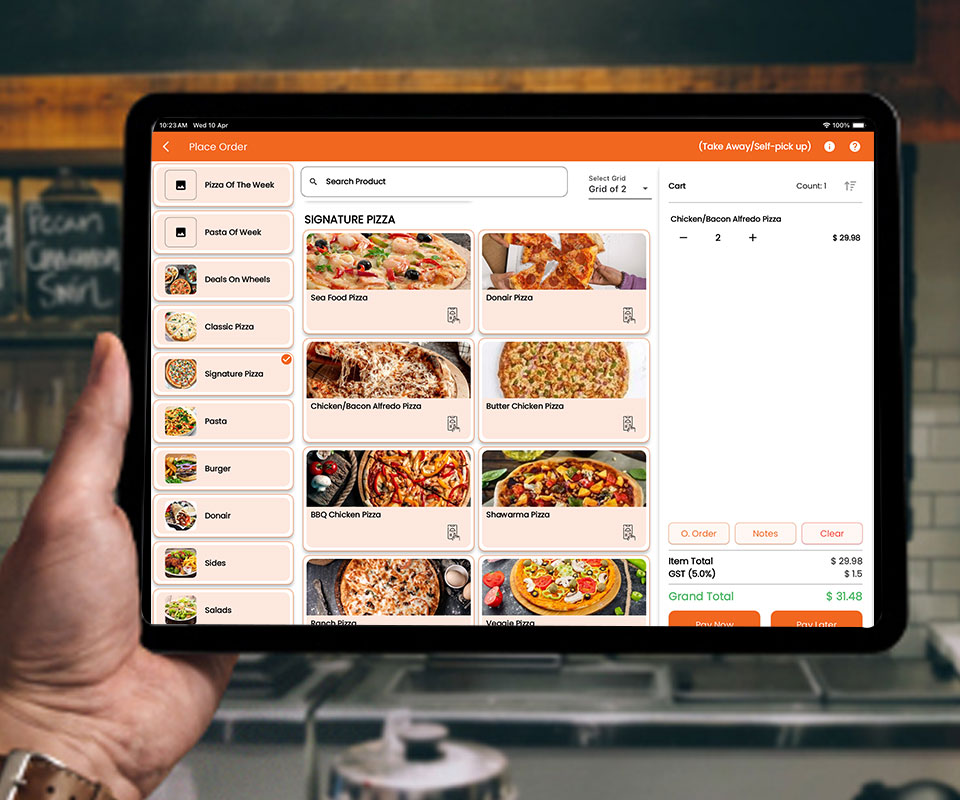 10:23AM Wed 10 Apr
100%
Place Order
(Take Away/Self-pick up)
Pizza Of The Week
Pasta Of Week
Deals On Wheels
Classic Pizza
Signature Pizza
Pasta
Burger
Donair
Sides
Salads
Search Product
Select Grid
Grid of 2
SIGNATURE PIZZA
Sea Food Pizza
Donair Pizza
Chicken/Bacon Alfredo Pizza
Butter Chicken Pizza
BBQ Chicken Pizza
Shawarma Pizza
Ranch Pizza
Veggie Pizza
Cart
Count: 1
Chicken/Bacon Alfredo Pizza
− 2 + $ 29.98
O. Order
Notes
Clear
Item Total $ 29.98
GST (5.0%) $ 1.5
Grand Total $ 31.48
Pay Now
Pay Later
Pecan
Cinnamon
Swirl